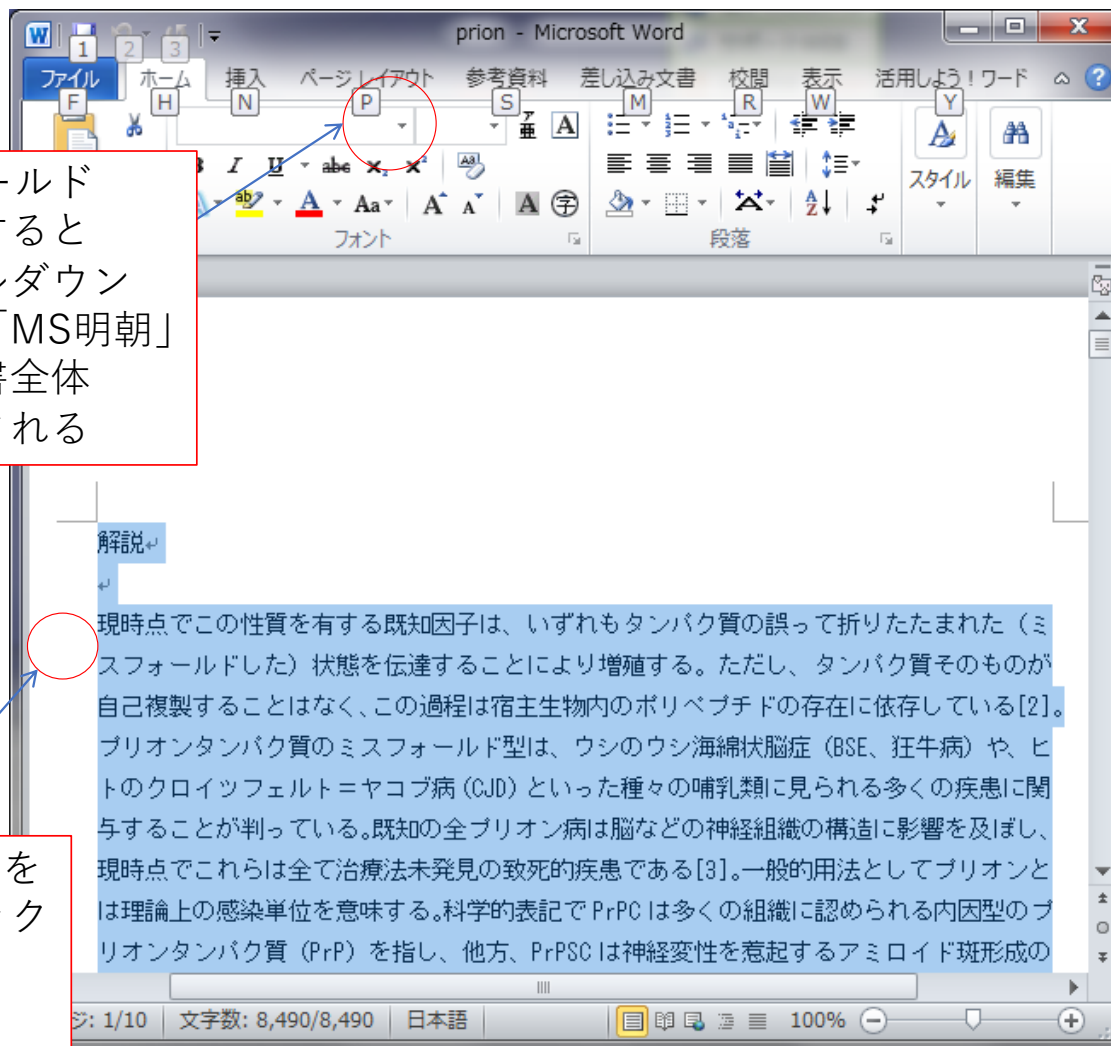 prion - Microsoft Word
1 2 3
ファイル ホーム 挿入 ページ レイアウト 参考資料 差し込み文書 校閲 表示 活用しよう！ワード
F H N P S M R W Y
スタイル 編集
フォント 段落
ールド
すると
ルダウン
「MS明朝」
書全体
される
解説
現時点でこの性質を有する既知因子は、いずれもタンパク質の誤って折りたたまれた（ミ
スフォールドした）状態を伝達することにより増殖する。ただし、タンパク質そのものが
自己複製することはなく、この過程は宿主生物内のポリペプチドの存在に依存している[2]。
プリオンタンパク質のミスフォールド型は、ウシのウシ海綿状脳症（BSE、狂牛病）や、ヒ
トのクロイツフェルト＝ヤコブ病(CJD)といった種々の哺乳類に見られる多くの疾患に関
与することが判っている。既知の全プリオン病は脳などの神経組織の構造に影響を及ぼし、
現時点でこれらは全て治療法未発見の致死的疾患である[3]。一般的用法としてプリオンと
は理論上の感染単位を意味する。科学的表記でPrPCは多くの組織に認められる内因型のプ
リオンタンパク質（PrP）を指し、他方、PrPSCは神経変性を惹起するアミロイド斑形成の
を
ック
ジ: 1/10 文字数: 8,490/8,490 日本語 100%